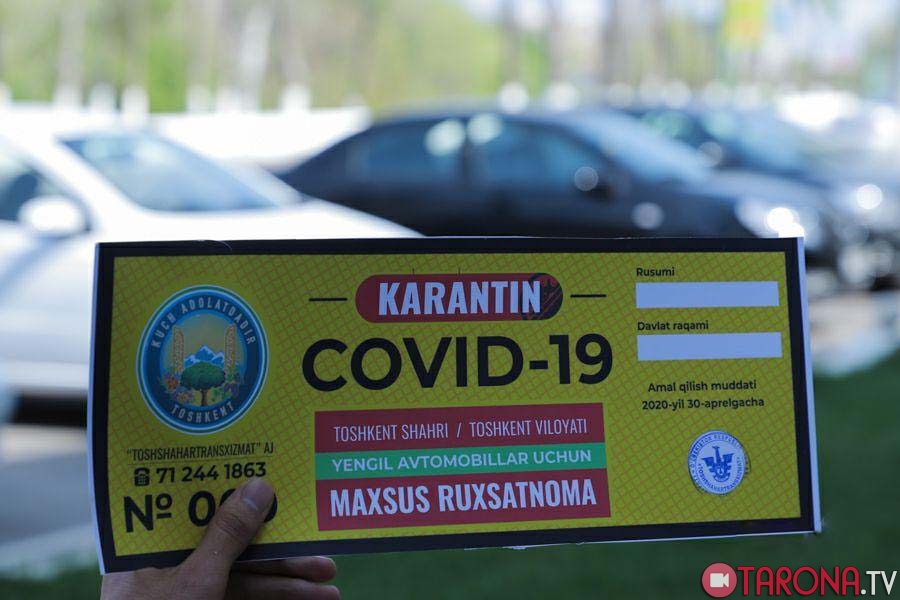 KUCH ADOLATDADIR
TOSHKENT
"TOSHSHAHARTRANSXIZMAT" AJ
71 244 1863
№
KARANTIN
COVID-19
TOSHKENT SHAHRI / TOSHKENT VILOYATI
YENGIL AVTOMOBILLAR UCHUN
MAXSUS RUXSATNOMA
Rusumi
Davlat raqami
Amal qilish muddati
2020-yil 30-aprelgacha
TOSHSHAHARTRANSXIZMAT
TARONA.TV